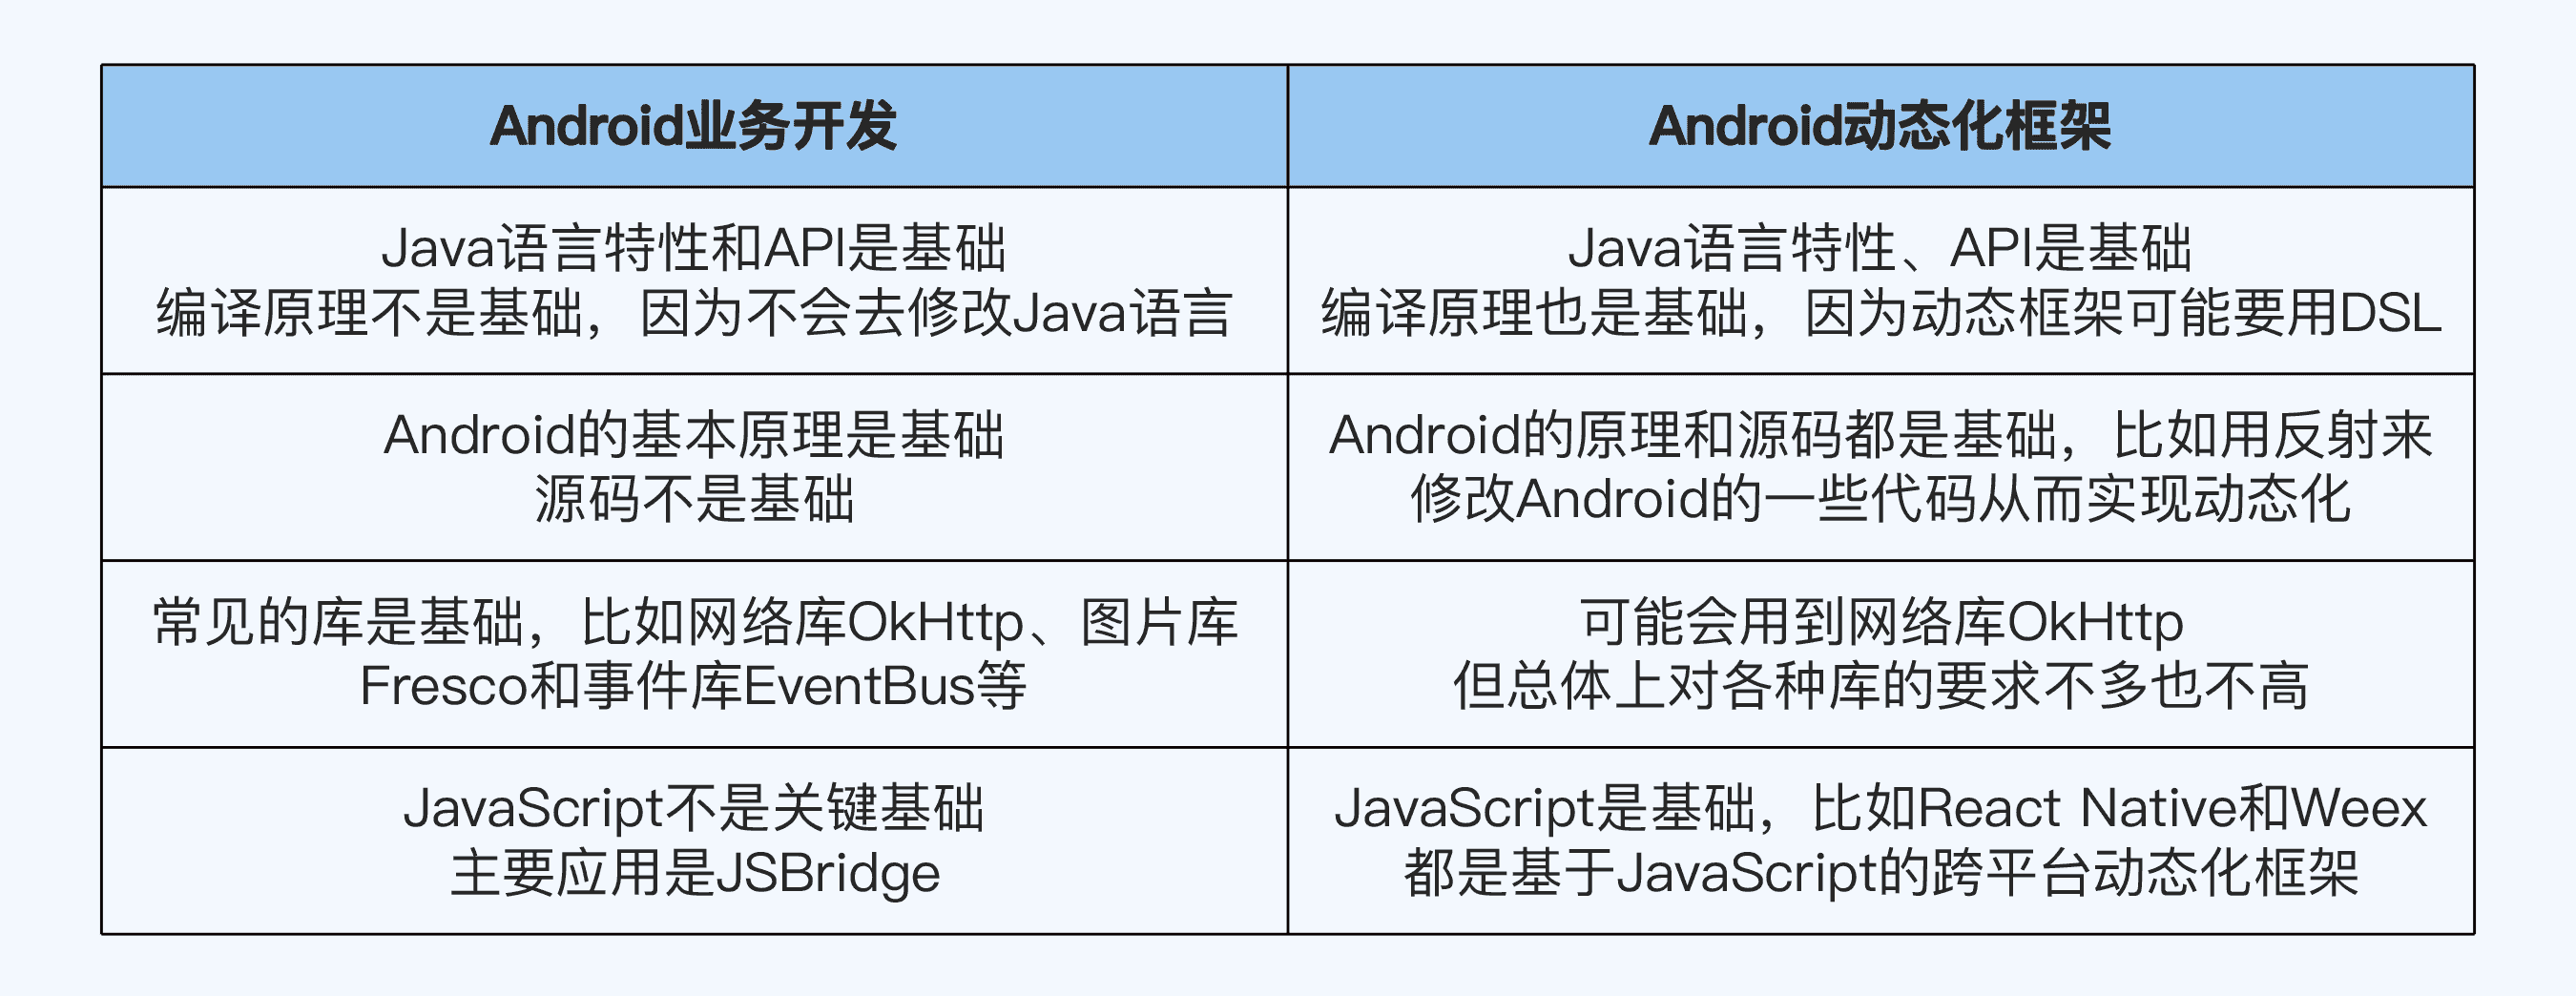 Android业务开发
Android动态化框架
Java语言特性和API是基础
编译原理不是基础，因为不会去修改Java语言
Java语言特性、API是基础
编译原理也是基础，因为动态框架可能要用DSL
Android的基本原理是基础
源码不是基础
Android的原理和源码都是基础，比如用反射来
修改Android的一些代码从而实现动态化
常见的库是基础，比如网络库OkHttp、图片库
Fresco和事件库EventBus等
可能会用到网络库OkHttp
但总体上对各种库的要求不多也不高
JavaScript不是关键基础
主要应用是JSBridge
JavaScript是基础，比如React Native和Weex
都是基于JavaScript的跨平台动态化框架